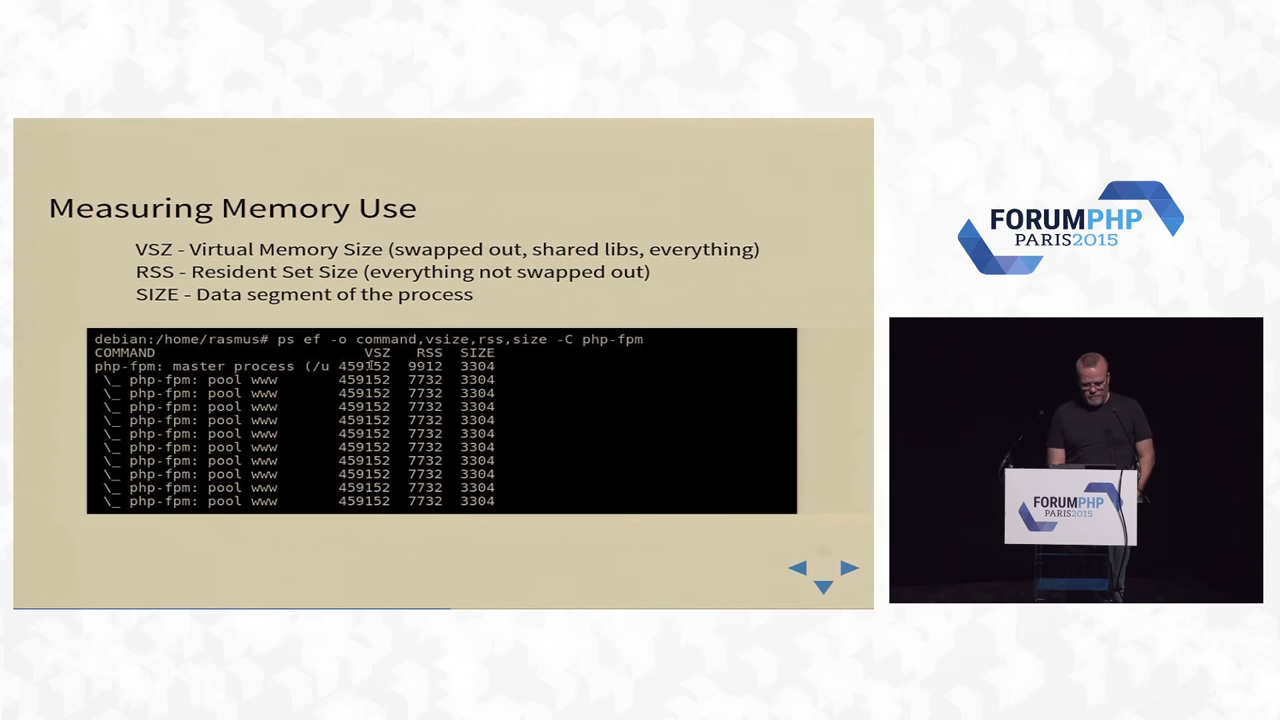 Measuring Memory Use
VSZ - Virtual Memory Size (swapped out, shared libs, everything)
RSS - Resident Set Size (everything not swapped out)
SIZE - Data segment of the process
debian:/home/rasmus# ps ef -o command,vsize,rss,size -C php-fpm
COMMAND VSZ RSS SIZE
php-fpm: master process (/u 459152 9912 3304
\_ php-fpm: pool www 459152 7732 3304
\_ php-fpm: pool www 459152 7732 3304
\_ php-fpm: pool www 459152 7732 3304
\_ php-fpm: pool www 459152 7732 3304
\_ php-fpm: pool www 459152 7732 3304
\_ php-fpm: pool www 459152 7732 3304
\_ php-fpm: pool www 459152 7732 3304
\_ php-fpm: pool www 459152 7732 3304
\_ php-fpm: pool www 459152 7732 3304
\_ php-fpm: pool www 459152 7732 3304
FORUMPHP
PARIS2015
FORUMPHP
PARIS2015